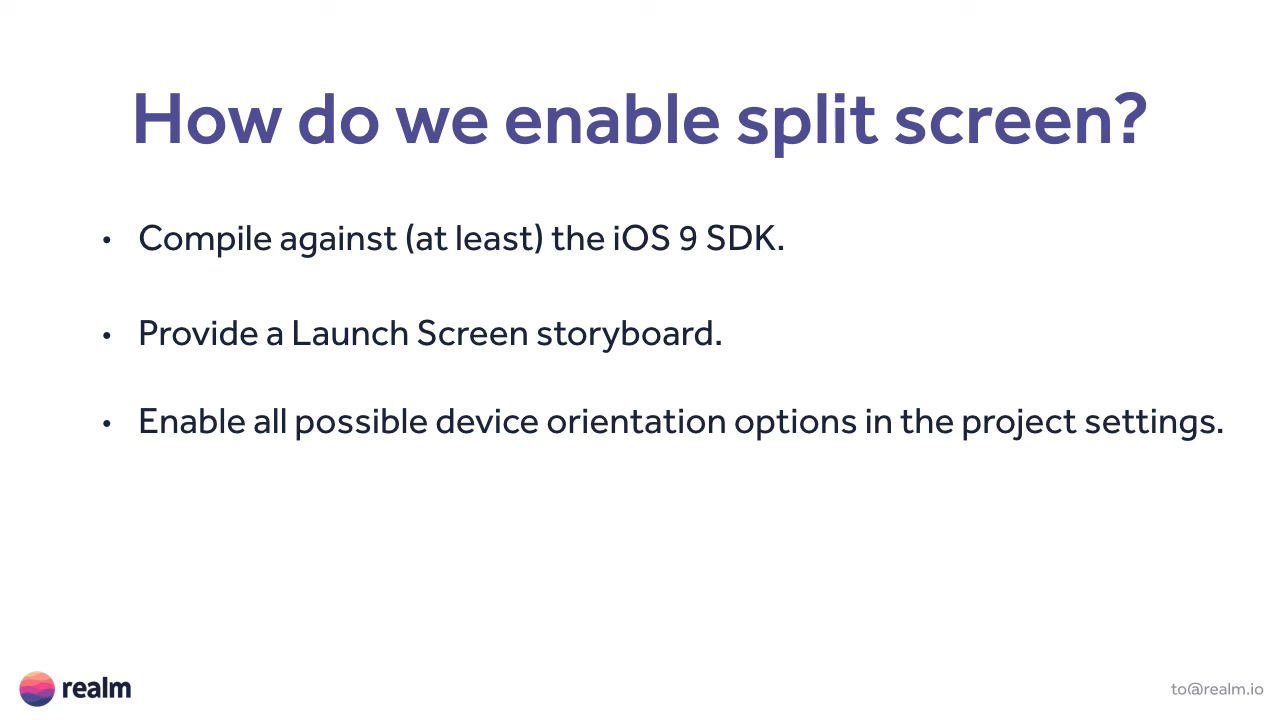 How do we enable split screen?
• Compile against (at least) the iOS 9 SDK.
• Provide a Launch Screen storyboard.
• Enable all possible device orientation options in the project settings.
realm
to@realm.io